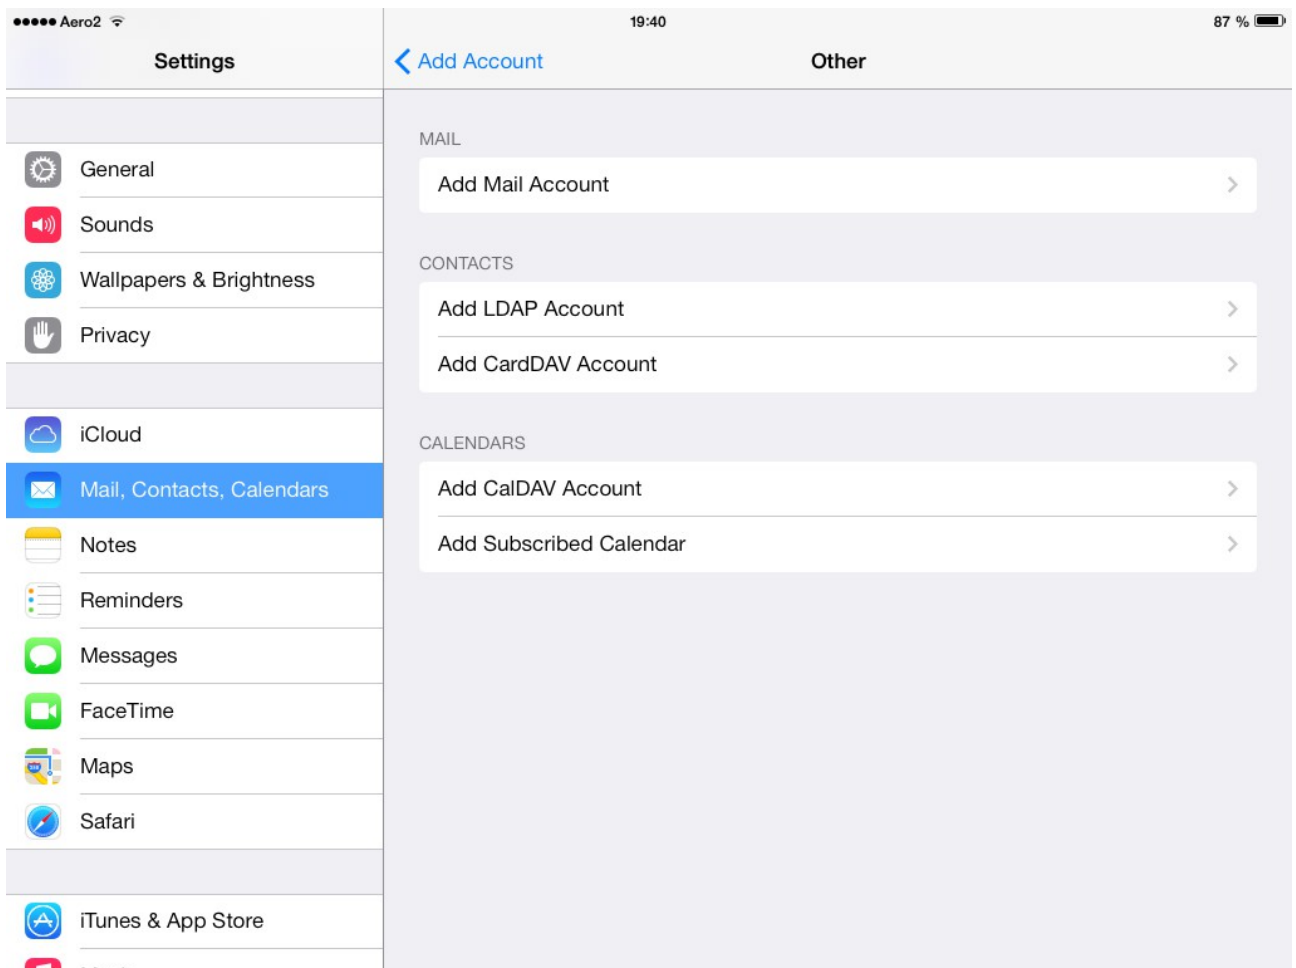 Aero2
19:40
87 %
Settings
Add Account
Other
General
Sounds
Wallpapers & Brightness
Privacy
iCloud
Mail, Contacts, Calendars
Notes
Reminders
Messages
FaceTime
Maps
Safari
iTunes & App Store
MAIL
Add Mail Account
CONTACTS
Add LDAP Account
Add CardDAV Account
CALENDARS
Add CalDAV Account
Add Subscribed Calendar